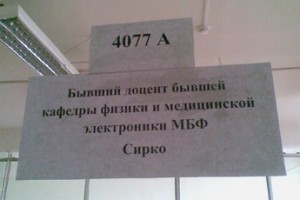 4077 А
Бывший доцент бывшей
кафедры физики и медицинской
электроники МБФ
Сирко